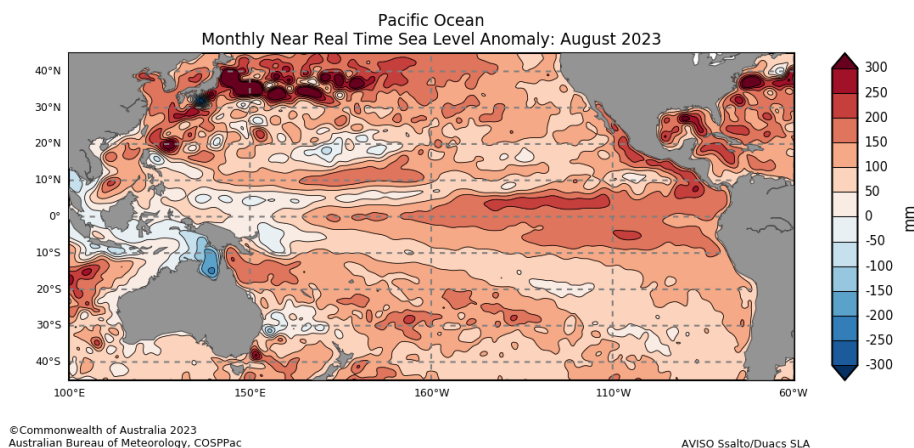 Pacific Ocean
Monthly Near Real Time Sea Level Anomaly: August 2023
40°N
30°N
20°N
10°N
0°
10°S
20°S
30°S
40°S
100°E
150°E
160°W
110°W
60°W
300
250
200
150
100
50
0
-50
-100
-150
-200
-250
-300
mm
©Commonwealth of Australia 2023
Australian Bureau of Meteorology, COSPPac
AVISO Ssalto/Duacs SLA